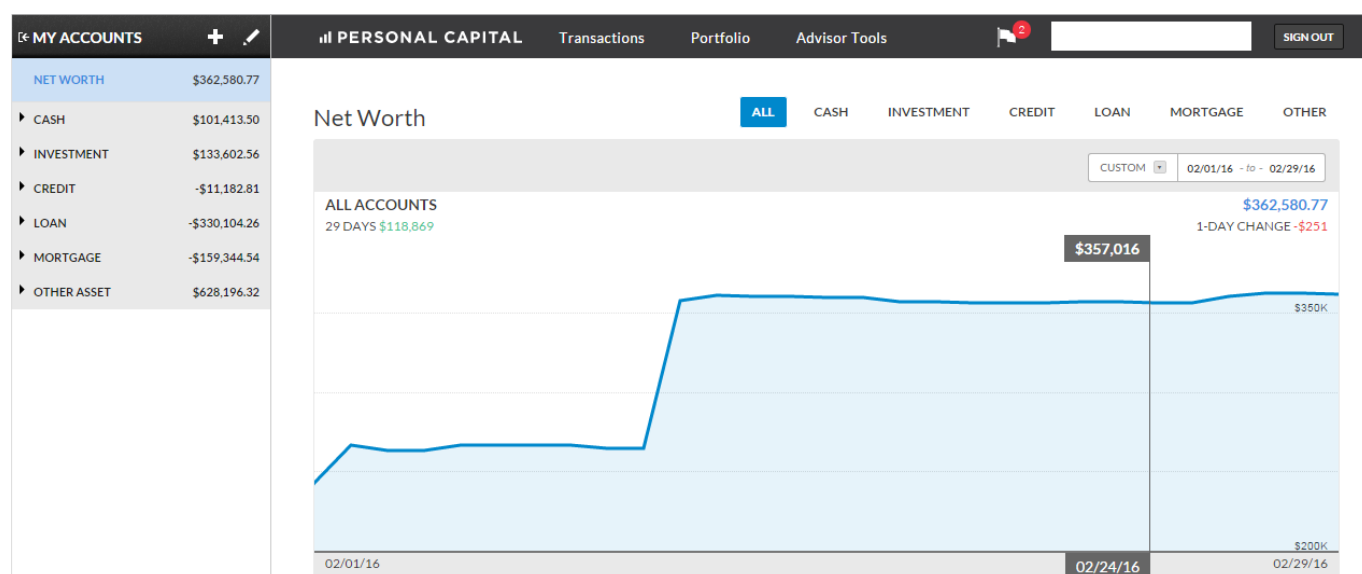 MY ACCOUNTS
NET WORTH $362,580.77
CASH $101,413.50
INVESTMENT $133,602.56
CREDIT -$11,182.81
LOAN -$330,104.26
MORTGAGE -$159,344.54
OTHER ASSET $628,196.32
PERSONAL CAPITAL Transactions Portfolio Advisor Tools 2 SIGN OUT
Net Worth ALL CASH INVESTMENT CREDIT LOAN MORTGAGE OTHER
CUSTOM 02/01/16 - to - 02/29/16
ALL ACCOUNTS $362,580.77
29 DAYS $118,869 1-DAY CHANGE -$251
$357,016
$350K
$200K
02/01/16 02/24/16 02/29/16